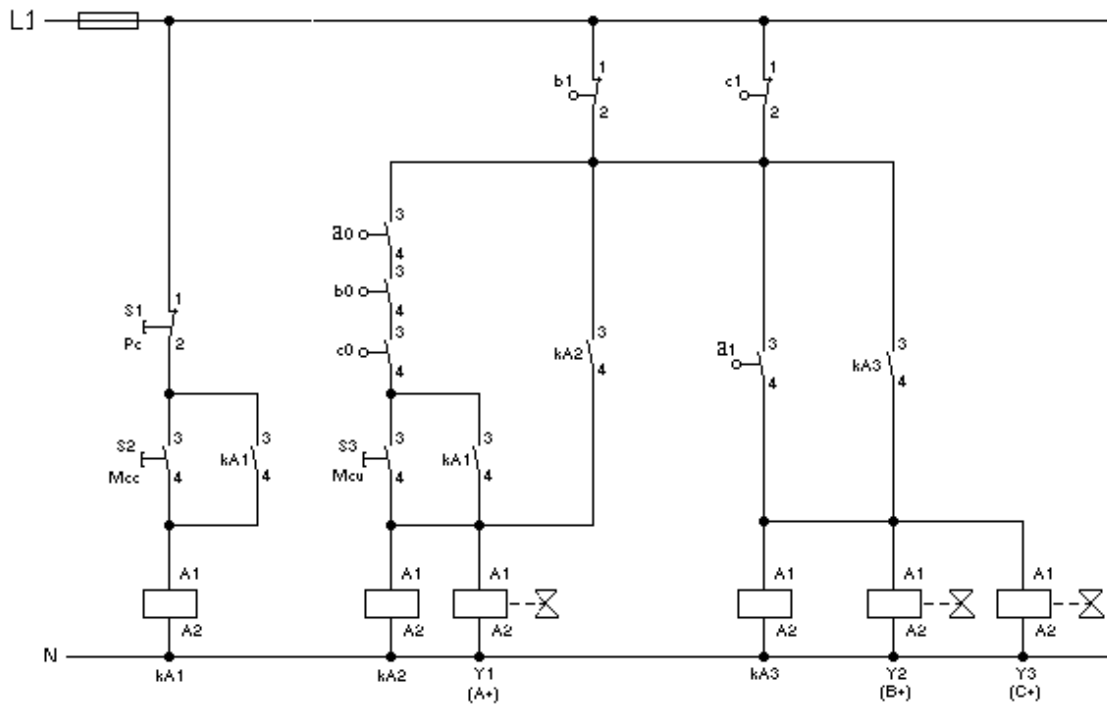 L1
b1 1 2
c1 1 2
a0 3 4
b0 3 4
c0 3 4
S1 Pc 1 2
kA2 3 4
a1 3 4
kA3 3 4
S2 Mcc 3 4
kA1 3 4
S3 Mcu 3 4
kA1 3 4
A1 A1 A1 A1 A1 A1
A2 A2 A2 A2 A2 A2
N
kA1 kA2 Y1 kA3 Y2 Y3
(A+) (B+) (C+)